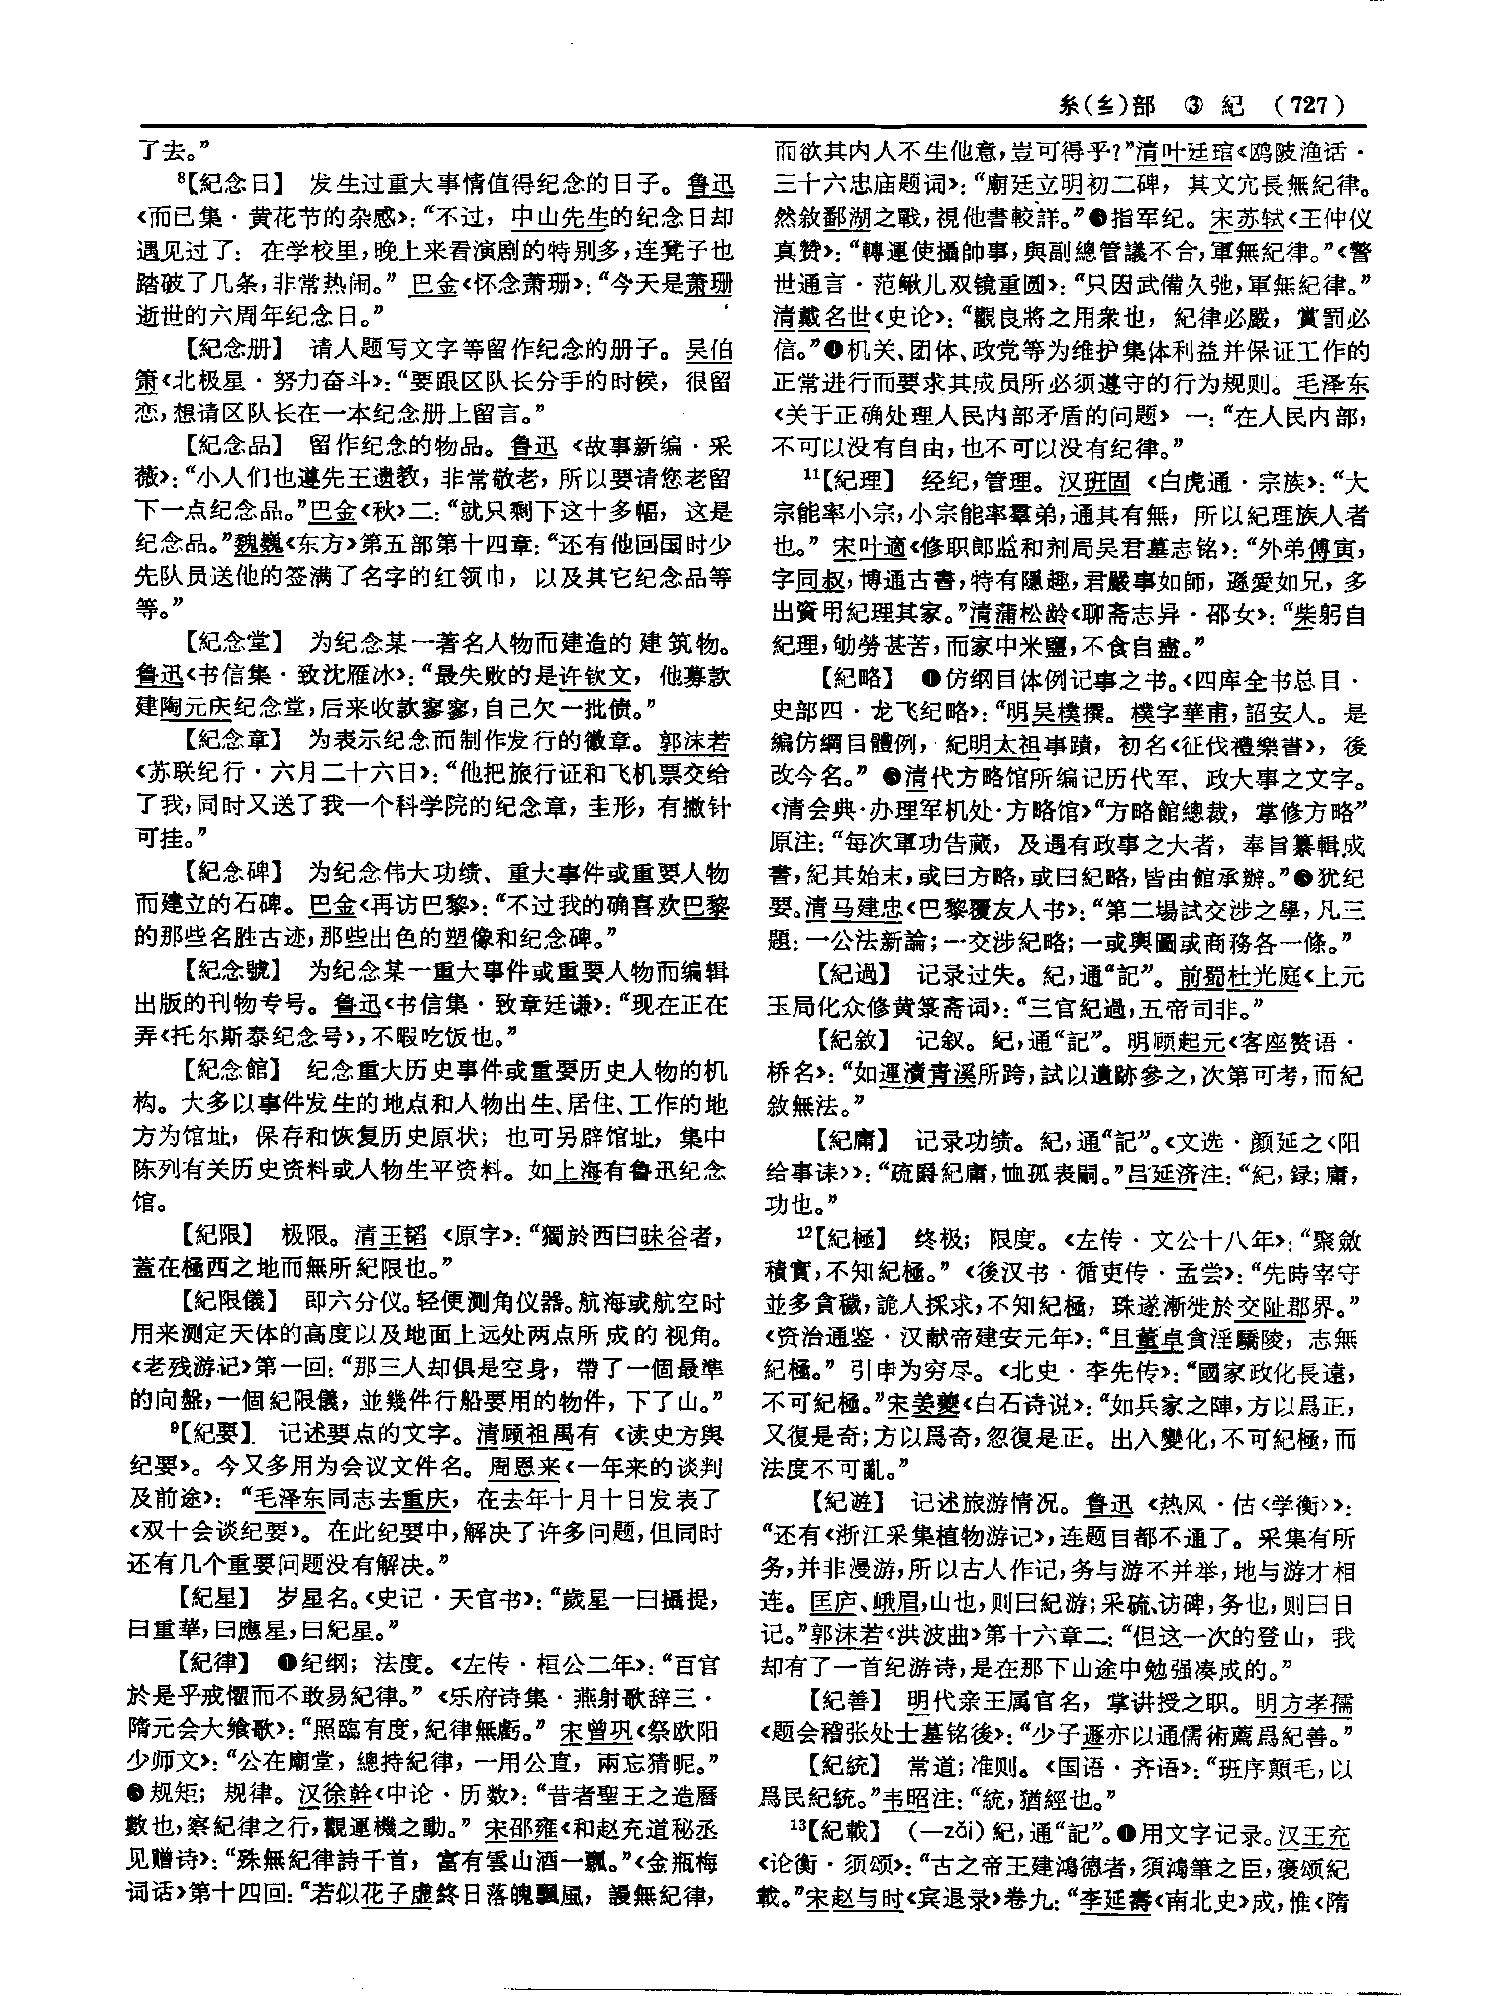 糸(纟)部 ③ 紀 (727)
了去。”
⁸【紀念日】 发生过重大事情值得纪念的日子。鲁迅
《而已集·黄花节的杂感》：“不过，中山先生的纪念日却
遇见过了：在学校里，晚上来看演剧的特别多，连凳子也
踏破了几条，非常热闹。” 巴金《怀念萧珊》：“今天是萧珊
逝世的六周年纪念日。”
【紀念册】 请人题写文字等留作纪念的册子。吴伯
箫《北极星·努力奋斗》：“要跟区队长分手的时候，很留
恋，想请区队长在一本纪念册上留言。”
【紀念品】 留作纪念的物品。鲁迅《故事新编·采
薇》：“小人们也遵先王遗教，非常敬老，所以要请您老留
下一点纪念品。”巴金《秋》二：“就只剩下这十多幅，这是
纪念品。”魏巍《东方》第五部第十四章：“还有他回国时少
先队员送他的签满了名字的红领巾，以及其它纪念品等
等。”
【紀念堂】 为纪念某一著名人物而建造的建筑物。
鲁迅《书信集·致沈雁冰》：“最失败的是许钦文，他募款
建陶元庆纪念堂，后来收款寥寥，自己欠一批债。”
【紀念章】 为表示纪念而制作发行的徽章。郭沫若
《苏联纪行·六月二十六日》：“他把旅行证和飞机票交给
了我，同时又送了我一个科学院的纪念章，圭形，有撇针
可挂。”
【紀念碑】 为纪念伟大功绩、重大事件或重要人物
而建立的石碑。巴金《再访巴黎》：“不过我的确喜欢巴黎
的那些名胜古迹，那些出色的塑像和纪念碑。”
【紀念號】 为纪念某一重大事件或重要人物而编辑
出版的刊物专号。鲁迅《书信集·致章廷谦》：“现在正在
弄《托尔斯泰纪念号》，不暇吃饭也。”
【紀念館】 纪念重大历史事件或重要历史人物的机
构。大多以事件发生的地点和人物出生、居住、工作的地
方为馆址，保存和恢复历史原状；也可另辟馆址，集中
陈列有关历史资料或人物生平资料。如上海有鲁迅纪念
馆。
【紀限】 极限。清王韬《原字》：“獨於西曰昧谷者，
蓋在極西之地而無所紀限也。”
【紀限儀】 即六分仪。轻便测角仪器。航海或航空时
用来测定天体的高度以及地面上远处两点所成的视角。
《老残游记》第一回：“那三人却俱是空身，帶了一個最準
的向盤，一個紀限儀，並幾件行船要用的物件，下了山。”
⁹【紀要】 记述要点的文字。清顾祖禹有《读史方舆
纪要》。今又多用为会议文件名。周恩来《一年来的谈判
及前途》：“毛泽东同志去重庆，在去年十月十日发表了
《双十会谈纪要》。在此纪要中，解决了许多问题，但同时
还有几个重要问题没有解决。”
【紀星】 岁星名。《史记·天官书》：“歲星一曰攝提，
曰重華，曰應星，曰紀星。”
【紀律】 ❶纪纲；法度。《左传·桓公二年》：“百官
於是乎戒懼而不敢易紀律。”《乐府诗集·燕射歌辞三·
隋元会大飨歌》：“照臨有度，紀律無虧。” 宋曾巩《祭欧阳
少师文》：“公在廟堂，總持紀律，一用公直，兩忘猜昵。”
❷规矩；规律。汉徐幹《中论·历数》：“昔者聖王之造曆
數也，察紀律之行，觀運機之動。” 宋邵雍《和赵充道秘丞
见赠诗》：“殊無紀律詩千首，富有雲山酒一瓢。”《金瓶梅
词话》第十四回：“若似花子虛終日落魄飄風，謾無紀律，
而欲其内人不生他意，豈可得乎？”清叶廷琯《鸥陂渔话·
三十六忠庙题词》：“廟廷立明初二碑，其文冗長無紀律。
然敘鄱湖之戰，視他書較詳。”❸指军纪。宋苏轼《王仲仪
真赞》：“轉運使攝帥事，與副總管議不合，軍無紀律。”《警
世通言·范鳅儿双镜重圆》：“只因武備久弛，軍無紀律。”
清戴名世《史论》：“觀良將之用衆也，紀律必嚴，賞罰必
信。”❹机关、团体、政党等为维护集体利益并保证工作的
正常进行而要求其成员所必须遵守的行为规则。毛泽东
《关于正确处理人民内部矛盾的问题》一：“在人民内部，
不可以没有自由，也不可以没有纪律。”
¹¹【紀理】 经纪，管理。汉班固《白虎通·宗族》：“大
宗能率小宗，小宗能率羣弟，通其有無，所以紀理族人者
也。” 宋叶適《修职郎监和剂局吴君墓志铭》：“外弟傅寅，
字同叔，博通古書，特有隱趣，君嚴事如師，遜愛如兄，多
出資用紀理其家。”清蒲松龄《聊斋志异·邵女》：“柴躬自
紀理，劬勞甚苦，而家中米鹽，不食自盡。”
【紀略】 ❶仿纲目体例记事之书。《四库全书总目·
史部四·龙飞纪略》：“明吴樸撰。樸字華甫，詔安人。是
編仿綱目體例，紀明太祖事蹟，初名《征伐禮樂書》，後
改今名。” ❷清代方略馆所编记历代军、政大事之文字。
《清会典·办理军机处·方略馆》“方略館總裁，掌修方略”
原注：“每次軍功告蕆，及遇有政事之大者，奉旨纂輯成
書，紀其始末，或曰方略，或曰紀略，皆由館承辦。”❸犹纪
要。清马建忠《巴黎覆友人书》：“第二場試交涉之學，凡三
題：一公法新論；一交涉紀略；一或輿圖或商務各一條。”
【紀過】 记录过失。紀，通“記”。前蜀杜光庭《上元
玉局化众修黄箓斋词》：“三官紀過，五帝司非。”
【紀敘】 记叙。紀，通“記”。明顾起元《客座赘语·
桥名》：“如運瀆青溪所跨，試以遺跡參之，次第可考，而紀
敘無法。”
【紀庸】 记录功绩。紀，通“記”。《文选·颜延之〈阳
给事诔〉》：“疏爵紀庸，恤孤表嗣。”吕延济注：“紀，録；庸，
功也。”
¹²【紀極】 终极；限度。《左传·文公十八年》：“聚斂
積實，不知紀極。”《後汉书·循吏传·孟尝》：“先時宰守
並多貪穢，詭人採求，不知紀極，珠遂漸徙於交阯郡界。”
《资治通鉴·汉献帝建安元年》：“且董卓貪淫驕陵，志無
紀極。” 引申为穷尽。《北史·李先传》：“國家政化長遠，
不可紀極。”宋姜夔《白石诗说》：“如兵家之陣，方以爲正，
又復是奇；方以爲奇，忽復是正。出入變化，不可紀極，而
法度不可亂。”
【紀遊】 记述旅游情况。鲁迅《热风·估〈学衡〉》：
“还有《浙江采集植物游记》，连题目都不通了。采集有所
务，并非漫游，所以古人作记，务与游不并举，地与游才相
连。匡庐、峨眉，山也，则曰紀游；采硫、访碑，务也，则曰日
记。”郭沫若《洪波曲》第十六章二：“但这一次的登山，我
却有了一首纪游诗，是在那下山途中勉强凑成的。”
【紀善】 明代亲王属官名，掌讲授之职。明方孝孺
《题会稽张处士墓铭後》：“少子遜亦以通儒術薦爲紀善。”
【紀統】 常道；准则。《国语·齐语》：“班序顛毛，以
爲民紀統。”韦昭注：“統，猶經也。”
¹³【紀載】 （—zǎi）紀，通“記”。❶用文字记录。汉王充
《论衡·须颂》：“古之帝王建鴻德者，須鴻筆之臣，褒頌紀
載。”宋赵与时《宾退录》卷九：“李延壽《南北史》成，惟《隋